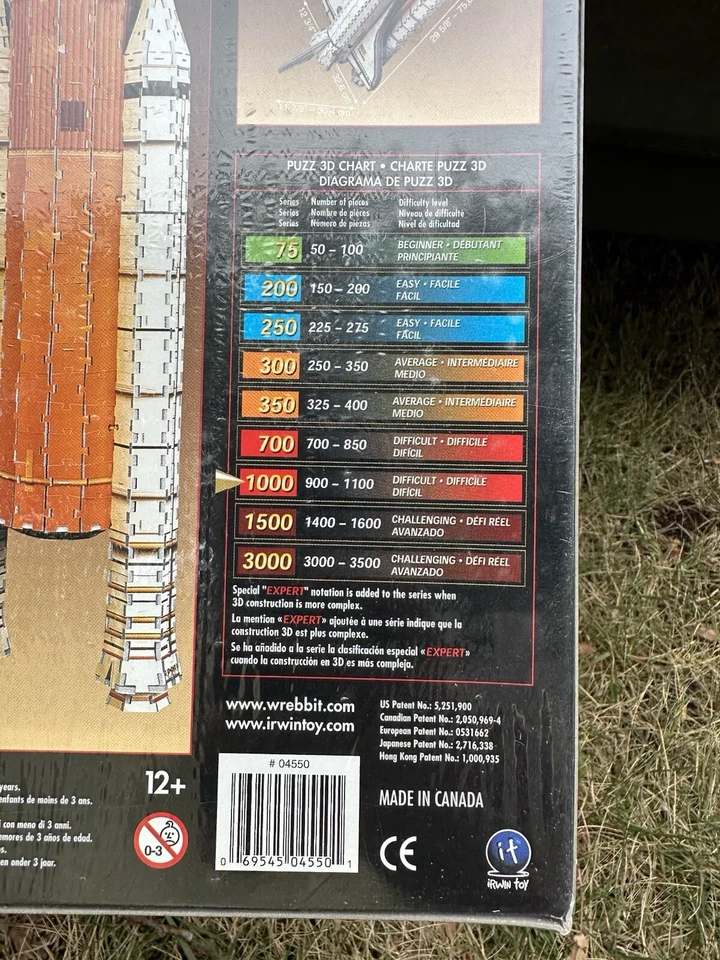 12 3/4"
32.6 cm
PUZZ 3D CHART • CHARTE PUZZ 3D
DIAGRAMA DE PUZZ 3D
Series Number of pieces Difficulty level
Séries Nombre de pièces Niveau de difficulté
Series Número de piezas Nivel de dificultad
75 50 – 100 BEGINNER • DÉBUTANT
PRINCIPIANTE
200 150 – 200 EASY • FACILE
FÁCIL
250 225 – 275 EASY • FACILE
FÁCIL
300 250 – 350 AVERAGE • INTERMÉDIAIRE
MEDIO
350 325 – 400 AVERAGE • INTERMÉDIAIRE
MEDIO
700 700 – 850 DIFFICULT • DIFFICILE
DIFÍCIL
1000 900 – 1100 DIFFICULT • DIFFICILE
DIFÍCIL
1500 1400 – 1600 CHALLENGING • DÉFI RÉEL
AVANZADO
3000 3000 – 3500 CHALLENGING • DÉFI RÉEL
AVANZADO
Special "EXPERT" notation is added to the series when
3D construction is more complex.
La mention «EXPERT» ajoutée à une série indique que la
construction 3D est plus complexe.
Se ha añadido a la serie la clasificación especial «EXPERT»
cuando la construcción en 3D es más compleja.
www.wrebbit.com
www.irwintoy.com
US Patent No.: 5,251,900
Canadian Patent No.: 2,050,969-4
European Patent No.: 0531662
Japanese Patent No.: 2,716,338
Hong Kong Patent No.: 1,000,935
# 04550
0 69545 04550 1
MADE IN CANADA
CE
it
iRWiN TOY
years.
enfants de moins de 3 ans.
i con meno di 3 anni.
emores de 3 años de edad.
en onder 3 jaar.
12+
0-3